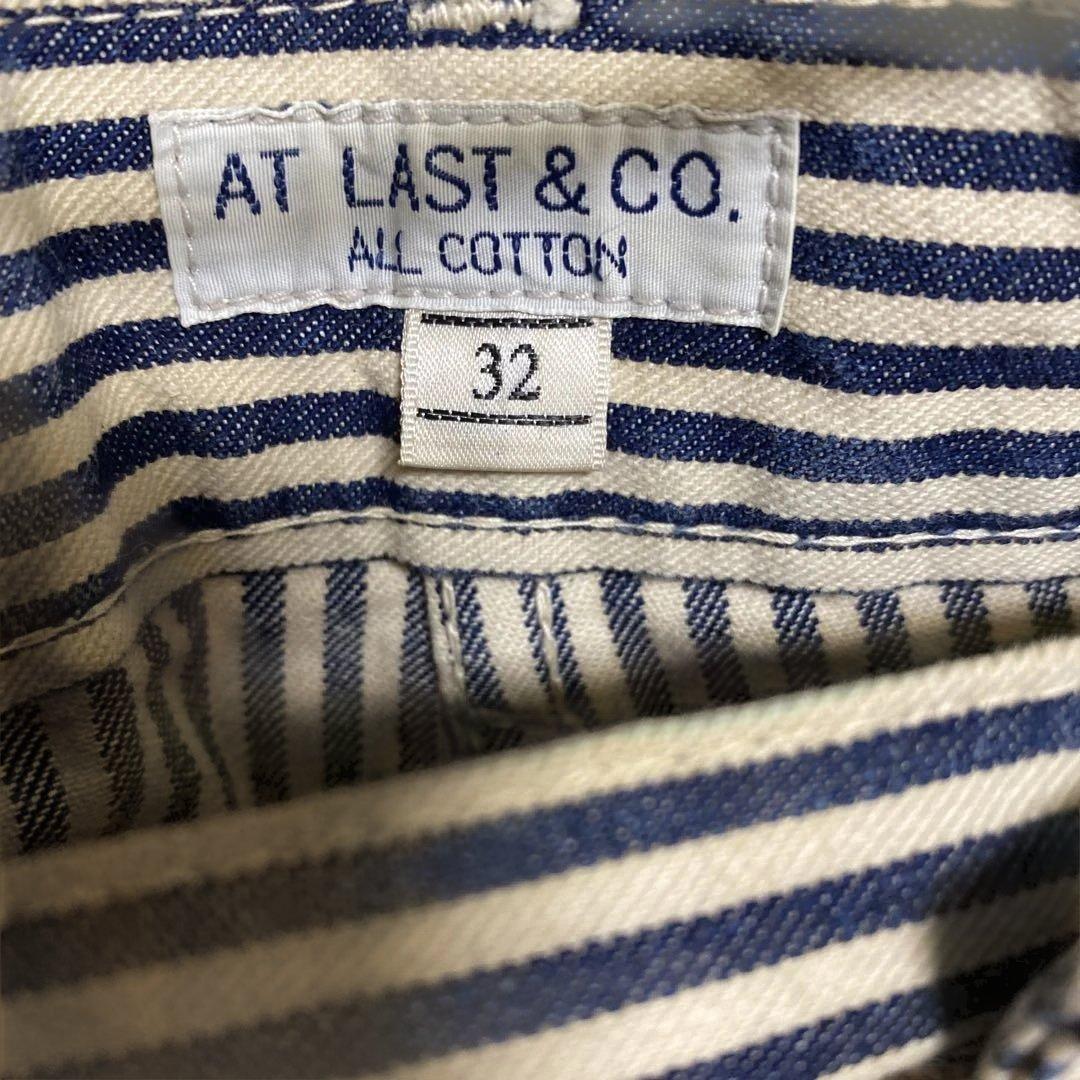 AT LAST & CO.
ALL COTTON
32